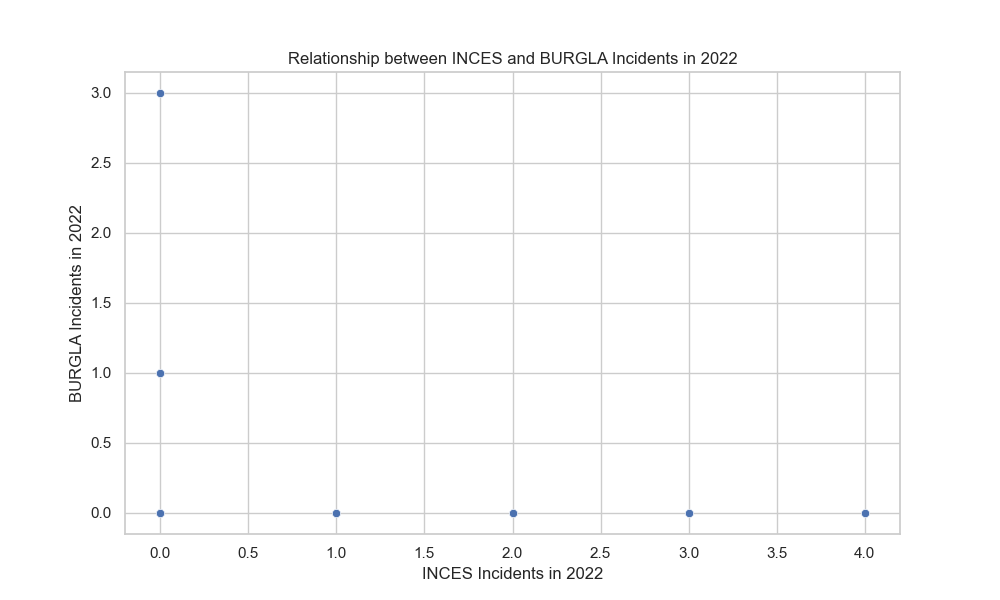 Relationship between INCES and BURGLA Incidents in 2022
3.0
2.5
2.0
1.5
1.0
0.5
0.0
BURGLA Incidents in 2022
0.0 0.5 1.0 1.5 2.0 2.5 3.0 3.5 4.0
INCES Incidents in 2022